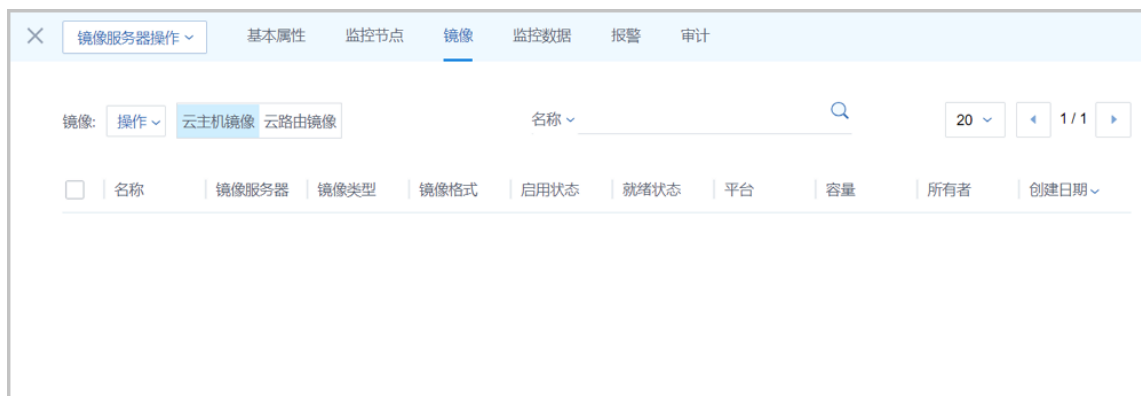 镜像服务器操作 基本属性 监控节点 镜像 监控数据 报警 审计
镜像: 操作 云主机镜像 云路由镜像 名称 20 1 / 1
名称 镜像服务器 镜像类型 镜像格式 启用状态 就绪状态 平台 容量 所有者 创建日期